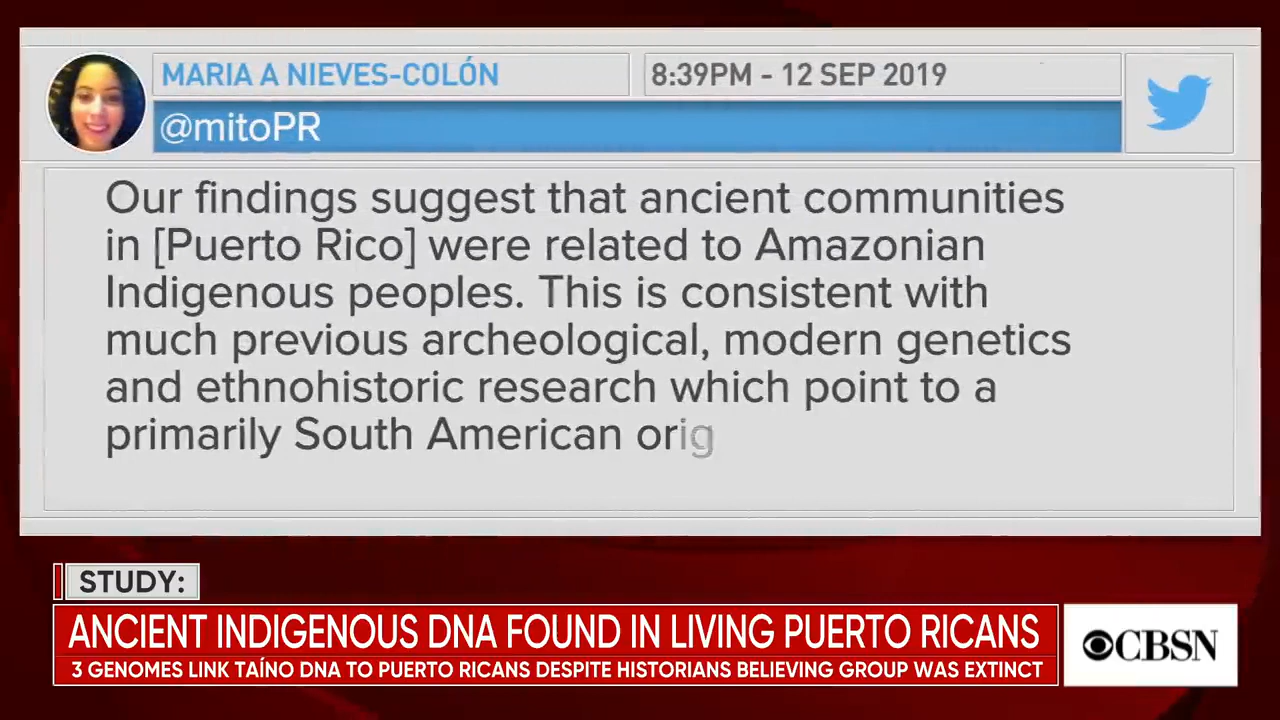 MARIA A NIEVES-COLÓN
8:39PM - 12 SEP 2019
@mitoPR
Our findings suggest that ancient communities
in [Puerto Rico] were related to Amazonian
Indigenous peoples. This is consistent with
much previous archeological, modern genetics
and ethnohistoric research which point to a
primarily South American orig
STUDY:
ANCIENT INDIGENOUS DNA FOUND IN LIVING PUERTO RICANS
3 GENOMES LINK TAÍNO DNA TO PUERTO RICANS DESPITE HISTORIANS BELIEVING GROUP WAS EXTINCT
CBSN